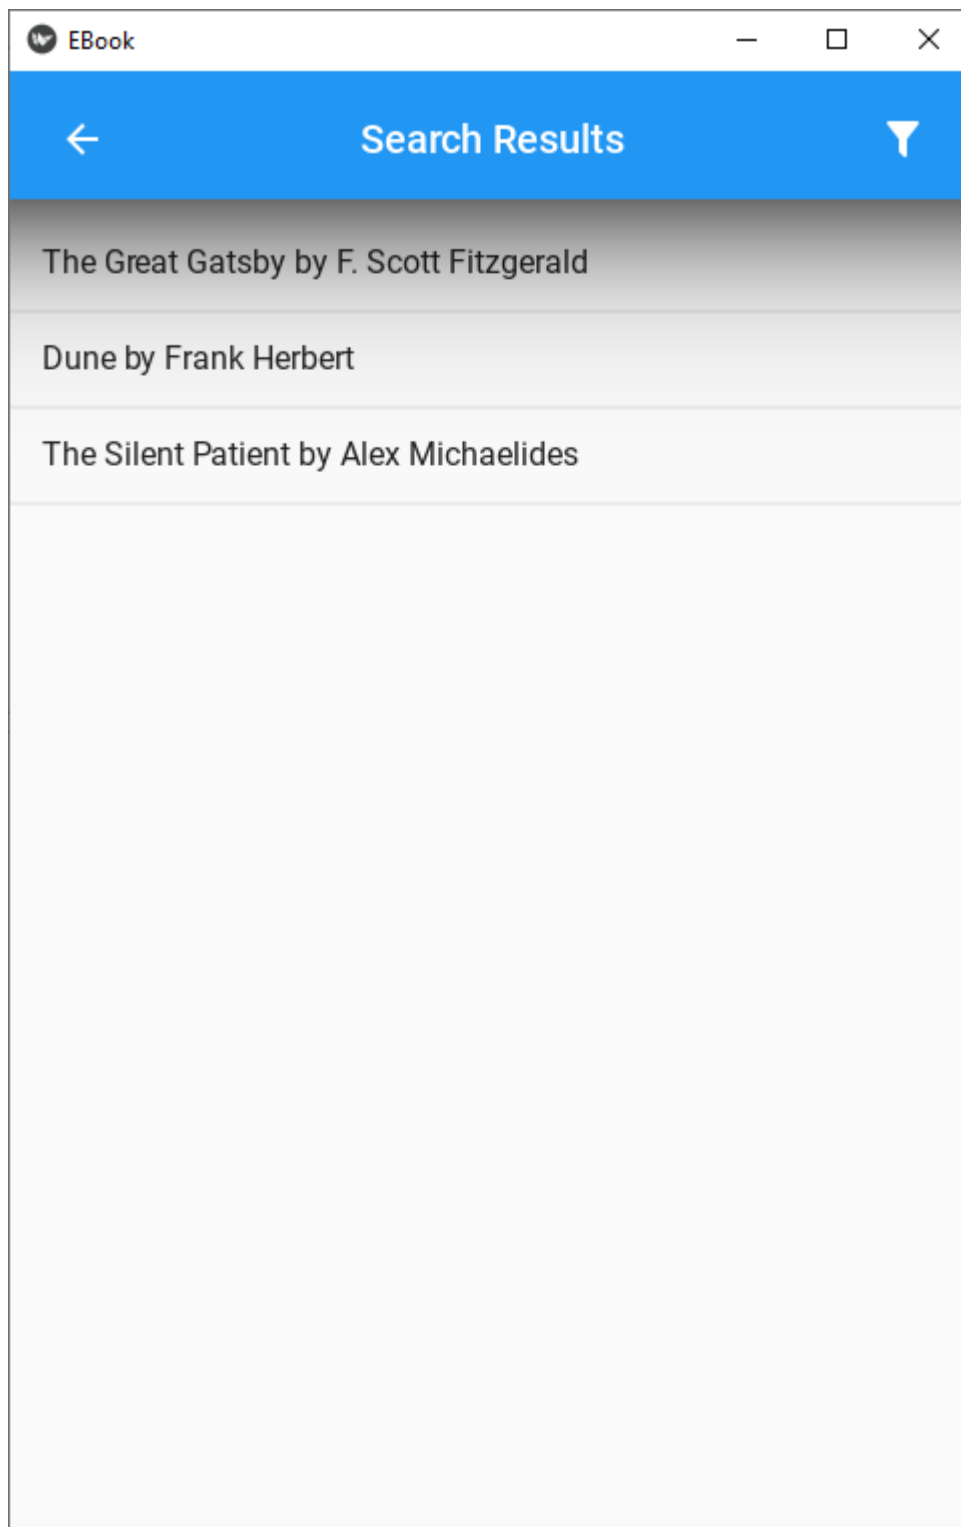 EBook
Search Results
The Great Gatsby by F. Scott Fitzgerald
Dune by Frank Herbert
The Silent Patient by Alex Michaelides